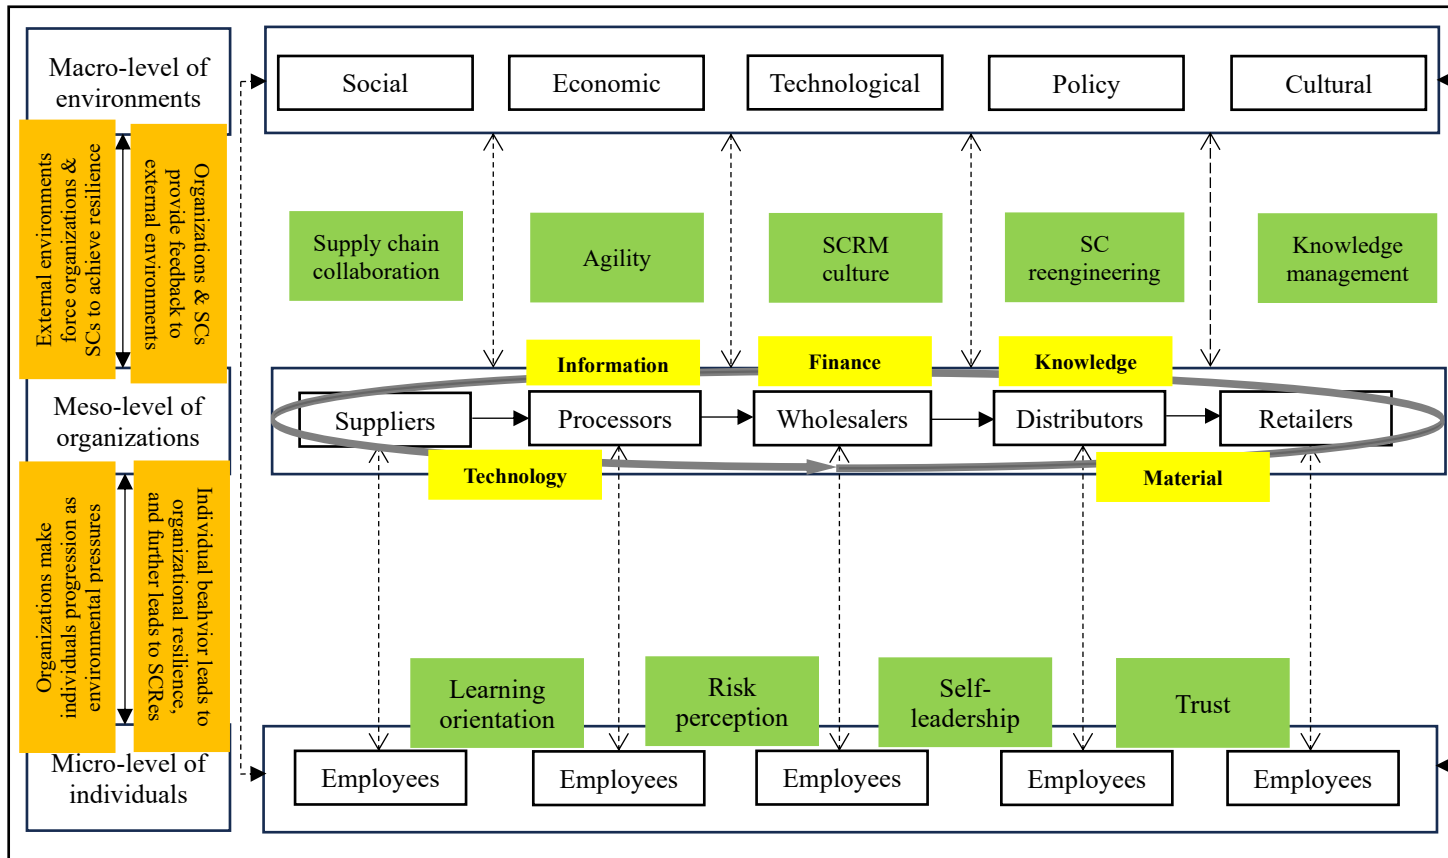 Macro-level of
environments
Social
Economic
Technological
Policy
Cultural
External environments
force organizations &
SCs to achieve resilience
Organizations & SCs
provide feedback to
external environments
Supply chain
collaboration
Agility
SCRM
culture
SC
reengineering
Knowledge
management
Information
Finance
Knowledge
Meso-level of
organizations
Suppliers
Processors
Wholesalers
Distributors
Retailers
Technology
Material
Organizations make
individuals progression as
environmental pressures
Individual beahvior leads to
organizational resilience,
and further leads to SCRes
Learning
orientation
Risk
perception
Self-
leadership
Trust
Micro-level of
individuals
Employees
Employees
Employees
Employees
Employees